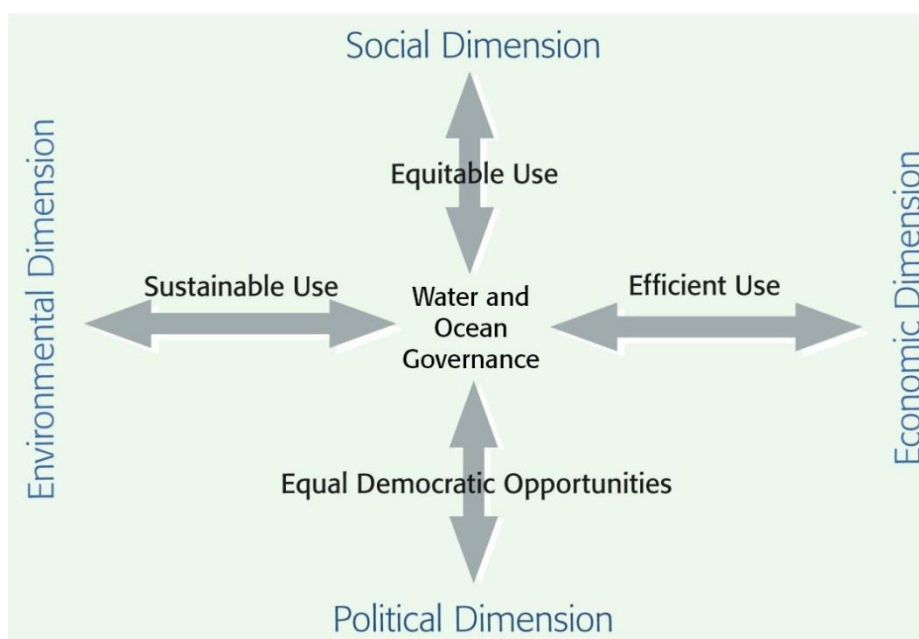 Social Dimension
Equitable Use
Environmental Dimension
Sustainable Use
Water and
Ocean
Governance
Efficient Use
Economic Dimension
Equal Democratic Opportunities
Political Dimension